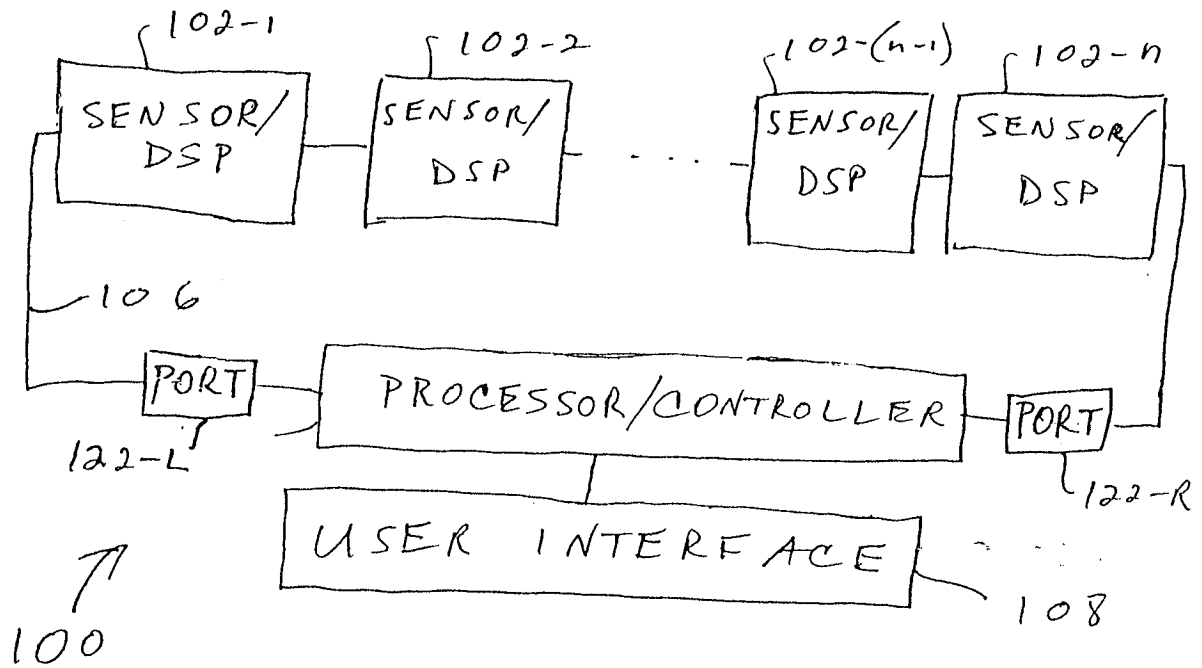 102-1
102-2
102-(n-1)
102-n
SENSOR/
DSP
SENSOR/
DSP
SENSOR/
DSP
SENSOR/
DSP
106
PORT
PROCESSOR/CONTROLLER
PORT
122-L
122-R
USER INTERFACE
108
100